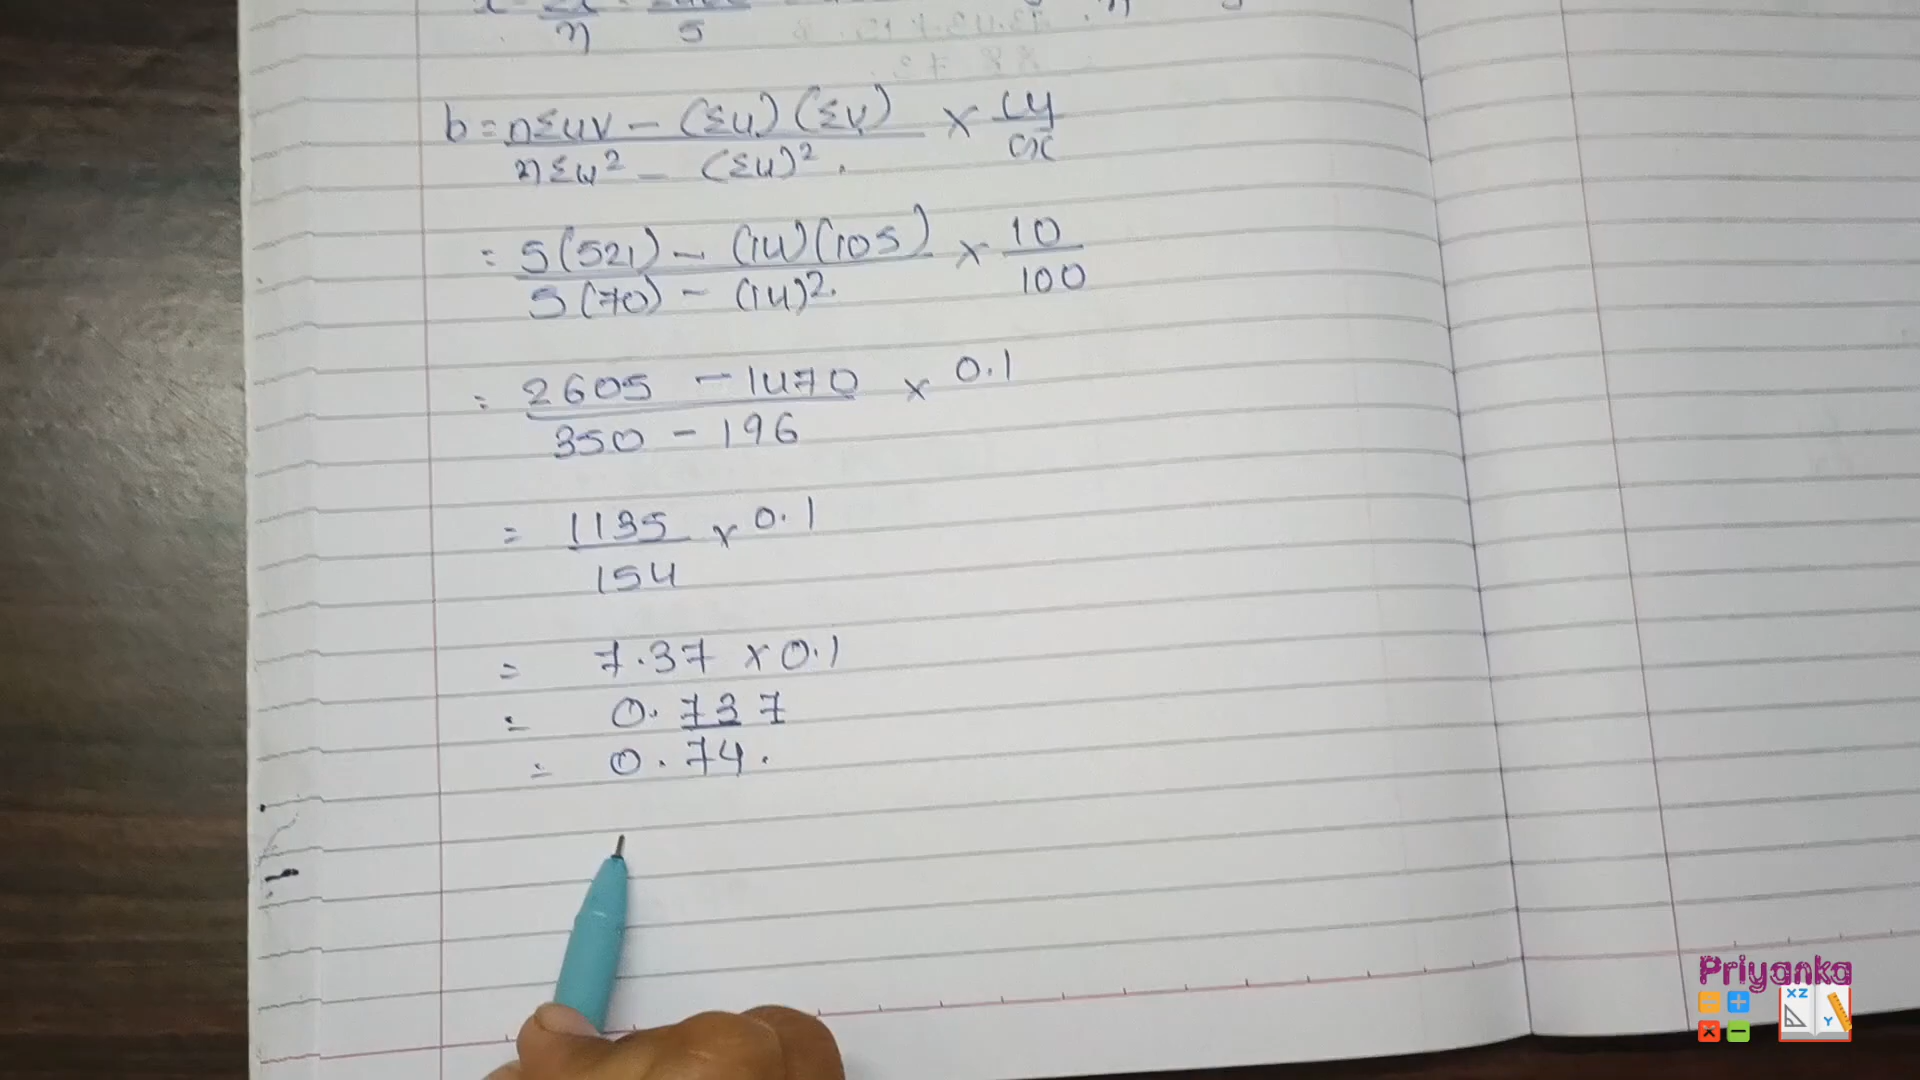 b = nΣuv - (Σu)(Σv) / nΣu² - (Σu)². × cy / cx
= 5(521) - (14)(105) / 5(70) - (14)². × 10 / 100
= 2605 - 1470 / 350 - 196 × 0.1
= 1135 / 154 × 0.1
= 7.37 × 0.1
= 0.737
= 0.74.
Priyanka